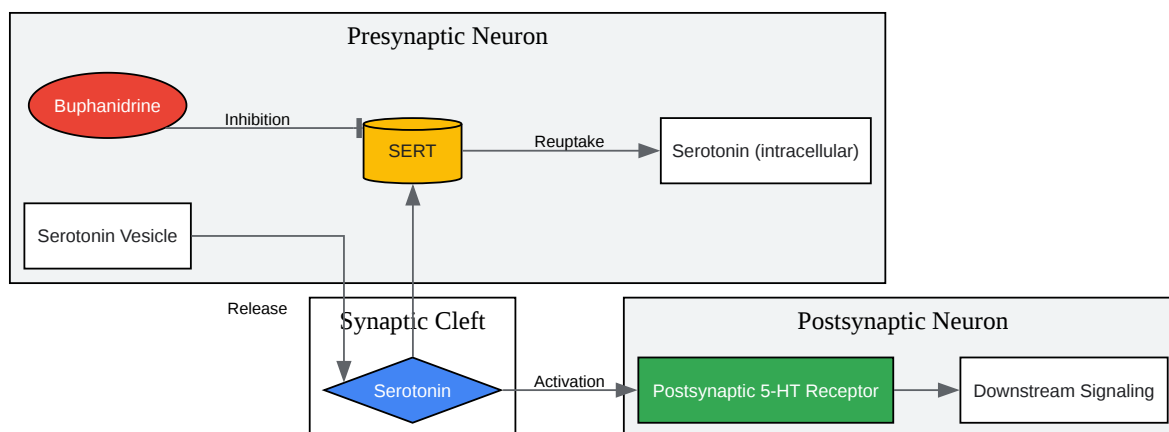 Presynaptic Neuron
Buphanidrine
Inhibition
SERT
Reuptake
Serotonin (intracellular)
Serotonin Vesicle
Release
Synaptic Cleft
Postsynaptic Neuron
Serotonin
Activation
Postsynaptic 5-HT Receptor
Downstream Signaling